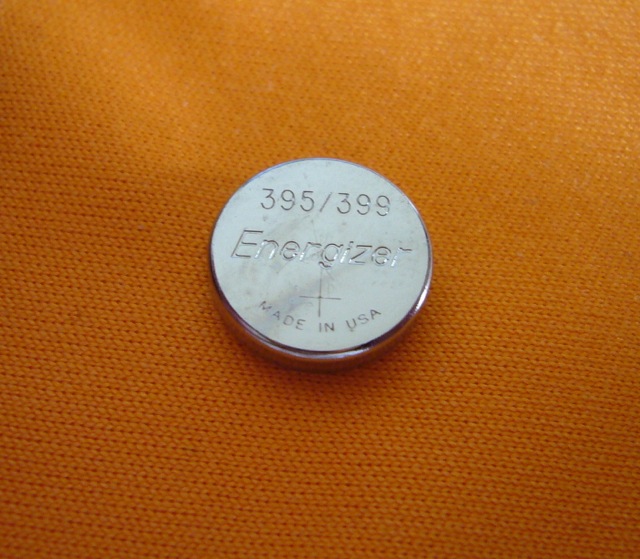 395/399
Energizer
+
MADE IN USA